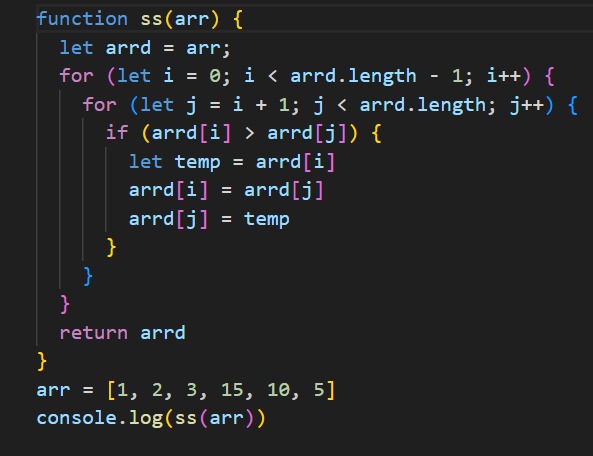 function ss(arr) {
  let arrd = arr;
  for (let i = 0; i < arrd.length - 1; i++) {
    for (let j = i + 1; j < arrd.length; j++) {
      if (arrd[i] > arrd[j]) {
        let temp = arrd[i]
        arrd[i] = arrd[j]
        arrd[j] = temp
      }
    }
  }
  return arrd
}
arr = [1, 2, 3, 15, 10, 5]
console.log(ss(arr))